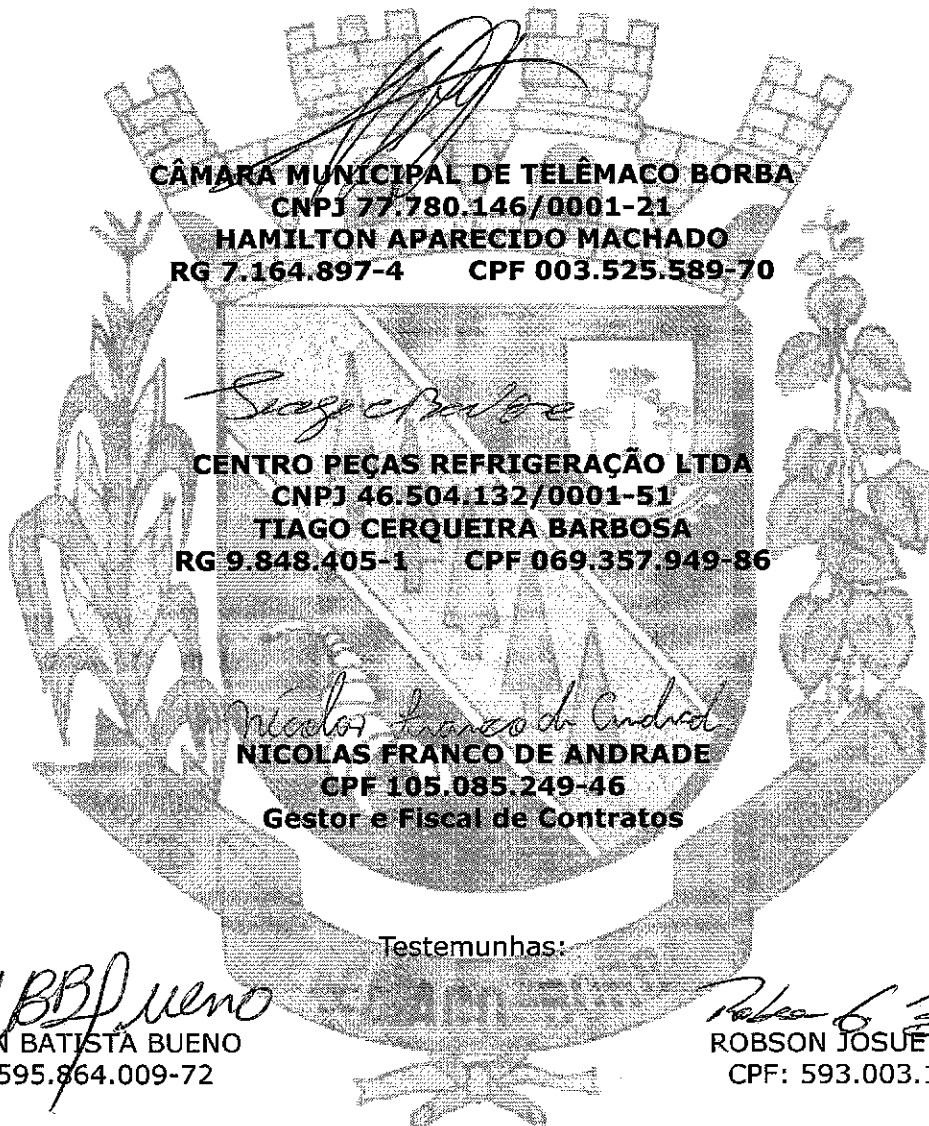 CÂMARA MUNICIPAL DE TELÊMACO BORBA
CNPJ 77.780.146/0001-21
HAMILTON APARECIDO MACHADO
RG 7.164.897-4 CPF 003.525.589-70
CENTRO PEÇAS REFRIGERAÇÃO LTDA
CNPJ 46.504.132/0001-51
TIAGO CERQUEIRA BARBOSA
RG 9.848.405-1 CPF 069.357.949-86
Nicolas Franco de Andrad
NICOLAS FRANCO DE ANDRADE
CPF 105.085.249-46
Gestor e Fiscal de Contratos
Testemunhas:
BATISTA BUENO
595.864.009-72
ROBSON JOSUE
CPF: 593.003.